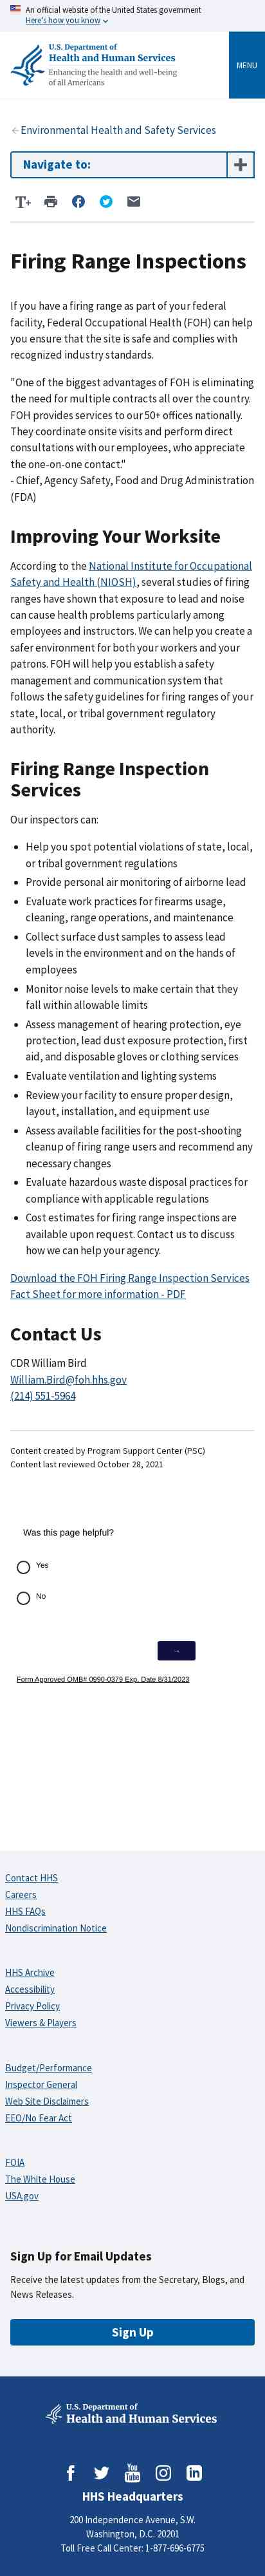 An official website of the United States government
Here's how you know
U.S. Department of
Health and Human Services
Enhancing the health and well-being
of all Americans
MENU
Environmental Health and Safety Services
Navigate to:
T+
Firing Range Inspections
If you have a firing range as part of your federal
facility, Federal Occupational Health (FOH) can help
you ensure that the site is safe and complies with
recognized industry standards.
"One of the biggest advantages of FOH is eliminating
the need for multiple contracts all over the country.
FOH provides services to our 50+ offices nationally.
They coordinate onsite visits and perform direct
consultations with our employees, who appreciate
the one-on-one contact."
- Chief, Agency Safety, Food and Drug Administration
(FDA)
Improving Your Worksite
According to the National Institute for Occupational
Safety and Health (NIOSH), several studies of firing
ranges have shown that exposure to lead and noise
can cause health problems particularly among
employees and instructors. We can help you create a
safer environment for both your workers and your
patrons. FOH will help you establish a safety
management and communication system that
follows the safety guidelines for firing ranges of your
state, local, or tribal government regulatory
authority.
Firing Range Inspection
Services
Our inspectors can:
• Help you spot potential violations of state, local,
or tribal government regulations
• Provide personal air monitoring of airborne lead
• Evaluate work practices for firearms usage,
cleaning, range operations, and maintenance
• Collect surface dust samples to assess lead
levels in the environment and on the hands of
employees
• Monitor noise levels to make certain that they
fall within allowable limits
• Assess management of hearing protection, eye
protection, lead dust exposure protection, first
aid, and disposable gloves or clothing services
• Evaluate ventilation and lighting systems
• Review your facility to ensure proper design,
layout, installation, and equipment use
• Assess available facilities for the post-shooting
cleanup of firing range users and recommend any
necessary changes
• Evaluate hazardous waste disposal practices for
compliance with applicable regulations
• Cost estimates for firing range inspections are
available upon request. Contact us to discuss
how we can help your agency.
Download the FOH Firing Range Inspection Services
Fact Sheet for more information - PDF
Contact Us
CDR William Bird
William.Bird@foh.hhs.gov
(214) 551-5964
Content created by Program Support Center (PSC)
Content last reviewed October 28, 2021
Was this page helpful?
Yes
No
→
Form Approved OMB# 0990-0379 Exp. Date 8/31/2023
Contact HHS
Careers
HHS FAQs
Nondiscrimination Notice
HHS Archive
Accessibility
Privacy Policy
Viewers & Players
Budget/Performance
Inspector General
Web Site Disclaimers
EEO/No Fear Act
FOIA
The White House
USA.gov
Sign Up for Email Updates
Receive the latest updates from the Secretary, Blogs, and
News Releases.
Sign Up
U.S. Department of
Health and Human Services
You
Tube
HHS Headquarters
200 Independence Avenue, S.W.
Washington, D.C. 20201
Toll Free Call Center: 1-877-696-6775